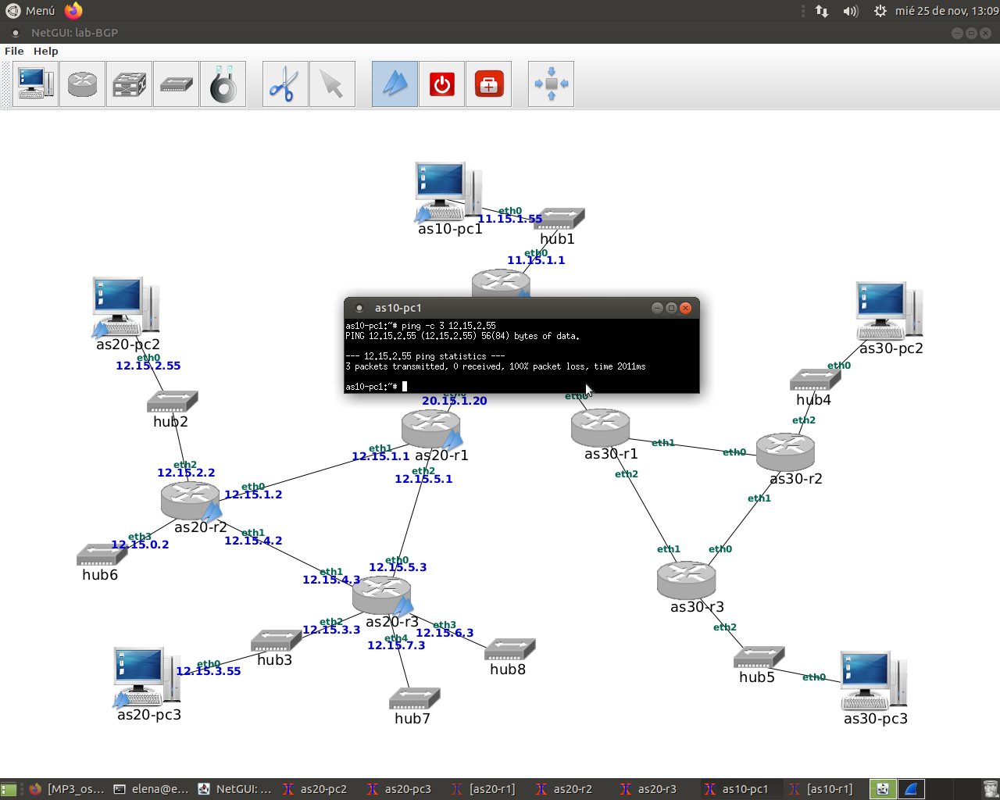 Menú
mié 25 de nov, 13:09
NetGUI: lab-BGP
File Help
as10-pc1
eth0
11.15.1.55
hub1
eth0
11.15.1.1
as20-pc2
eth0
12.15.2.55
hub2
as30-pc2
eth0
hub4
eth2
as10-pc1
as10-pc1:~# ping -c 3 12.15.2.55
PING 12.15.2.55 (12.15.2.55) 56(84) bytes of data.
--- 12.15.2.55 ping statistics ---
3 packets transmitted, 0 received, 100% packet loss, time 2011ms
as10-pc1:~#
eth0
20.15.1.20
eth0
as20-r1
eth1
12.15.1.1
eth2
12.15.5.1
as30-r1
eth1
eth2
eth0
as30-r2
eth1
eth2
12.15.2.2
eth0
12.15.1.2
as20-r2
eth3
12.15.0.2
eth1
12.15.4.2
hub6
eth0
12.15.5.3
eth1
12.15.4.3
as20-r3
eth2
12.15.3.3
eth3
12.15.6.3
eth4
12.15.7.3
eth1
eth0
as30-r3
eth2
hub3
hub8
hub5
eth0
12.15.3.55
as20-pc3
hub7
eth0
as30-pc3
[MP3_os...
elena@e...
NetGUI: ...
as20-pc2
as20-pc3
[as20-r1]
as20-r2
as20-r3
as10-pc1
[as10-r1]